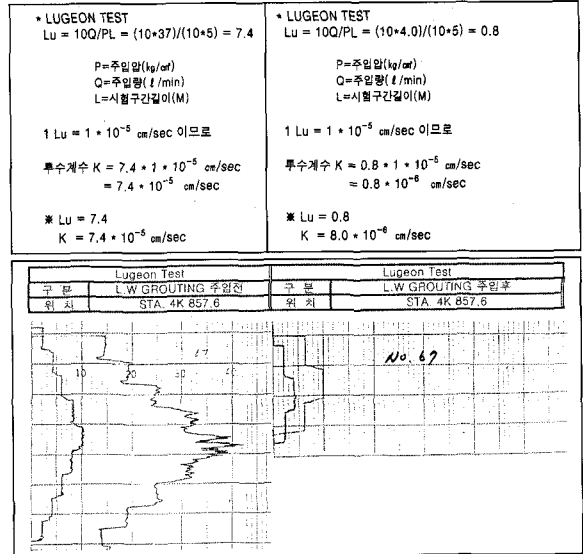 * LUGEON TEST
Lu = 10Q/PL = (10*37)/(10*5) = 7.4
P=주입압(kg/㎠)
Q=주입량(ℓ/min)
L=시험구간길이(M)
1 Lu = 1 * 10⁻⁵ cm/sec 이므로
투수계수 K = 7.4 * 1 * 10⁻⁵ cm/sec
= 7.4 * 10⁻⁵ cm/sec
※ Lu = 7.4
K = 7.4 * 10⁻⁵ cm/sec
* LUGEON TEST
Lu = 10Q/PL = (10*4.0)/(10*5) = 0.8
P=주입압(kg/㎠)
Q=주입량(ℓ/min)
L=시험구간길이(M)
1 Lu = 1 * 10⁻⁵ cm/sec 이므로
투수계수 K = 0.8 * 1 * 10⁻⁵ cm/sec
= 0.8 * 10⁻⁶ cm/sec
※ Lu = 0.8
K = 8.0 * 10⁻⁶ cm/sec
Lugeon Test
구 분 L.W GROUTING 주입전
위 치 STA. 4K 857.6
Lugeon Test
구 분 L.W GROUTING 주입후
위 치 STA. 4K 857.6
10 20 30
No. 67